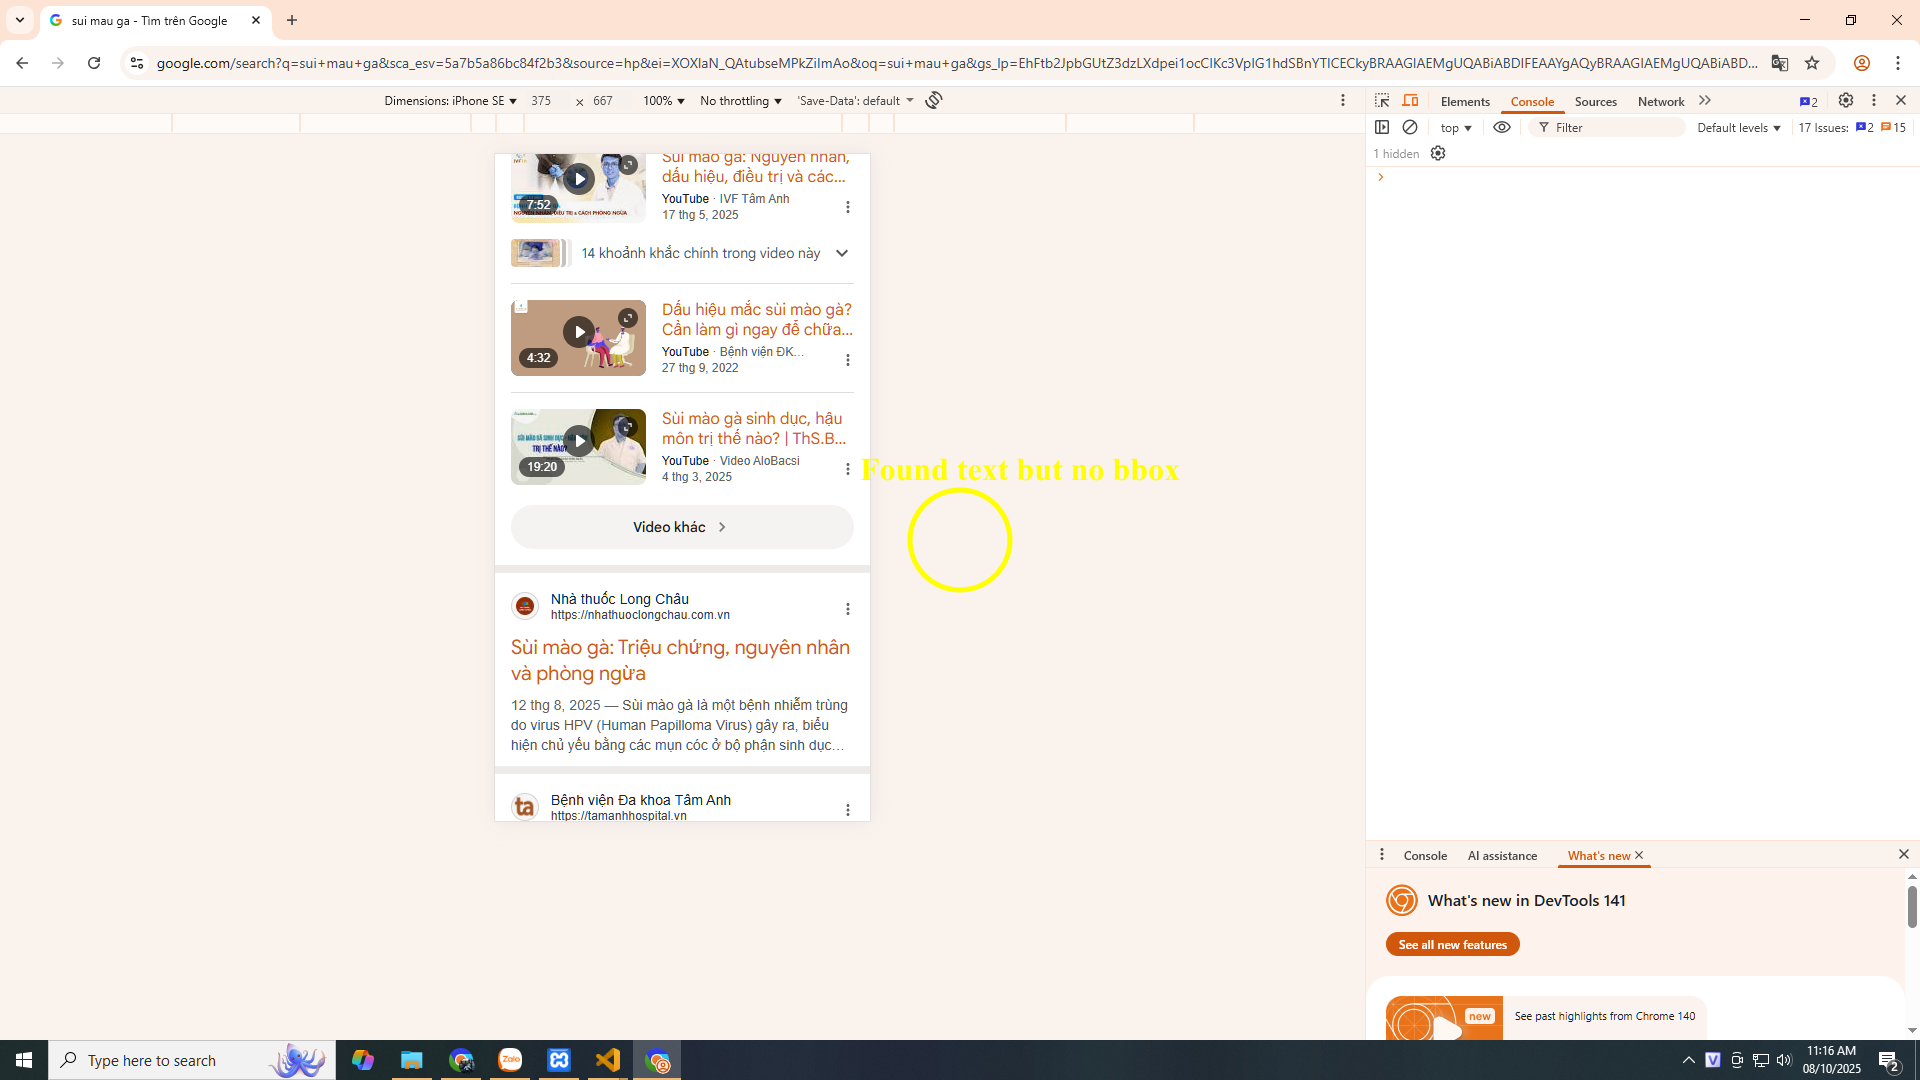 sui mau ga - Tìm trên Google
google.com/search?q=sui+mau+ga&sca_esv=5a7b5a86bc84f2b3&source=hp&ei=
Dimensions: iPhone SE 375 × 667 100% No throttling 'Save-Data': default
Elements Console Sources Network 2
top Filter Default levels 17 Issues: 2 15
1 hidden
Sùi mào gà: Nguyên nhân,
dấu hiệu, điều trị và các...
YouTube · IVF Tâm Anh
17 thg 5, 2025
7:52
14 khoảnh khắc chính trong video này
Dấu hiệu mắc sùi mào gà?
Cần làm gì ngay để chữa...
YouTube · Bệnh viện ĐK...
27 thg 9, 2022
4:32
Sùi mào gà sinh dục, hậu
môn trị thế nào? | ThS.B...
YouTube · Video AloBacsi
4 thg 3, 2025
TRỊ THẾ NÀO?
19:20
Found text but no bbox
Video khác
Nhà thuốc Long Châu
https://nhathuoclongchau.com.vn
Sùi mào gà: Triệu chứng, nguyên nhân
và phòng ngừa
12 thg 8, 2025 — Sùi mào gà là một bệnh nhiễm trùng
do virus HPV (Human Papilloma Virus) gây ra, biểu
hiện chủ yếu bằng các mụn cóc ở bộ phận sinh dục...
ta
Bệnh viện Đa khoa Tâm Anh
https://tamanhhospital.vn
Console AI assistance What's new
What's new in DevTools 141
See all new features
new
See past highlights from Chrome 140
Type here to search
Zalo
V
11:16 AM
08/10/2025
2